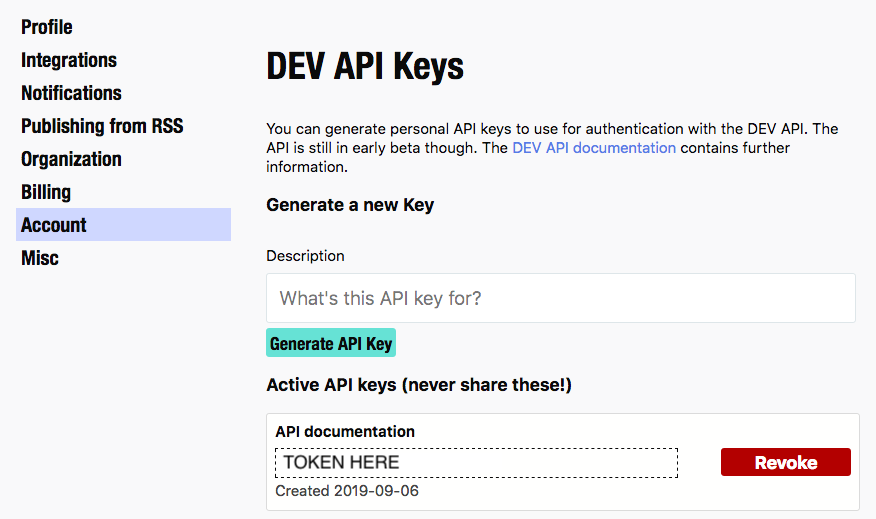 Profile
Integrations
Notifications
Publishing from RSS
Organization
Billing
Account
Misc
DEV API Keys
You can generate personal API keys to use for authentication with the DEV API. The
API is still in early beta though. The DEV API documentation contains further
information.
Generate a new Key
Description
What's this API key for?
Generate API Key
Active API keys (never share these!)
API documentation
TOKEN HERE
Revoke
Created 2019-09-06